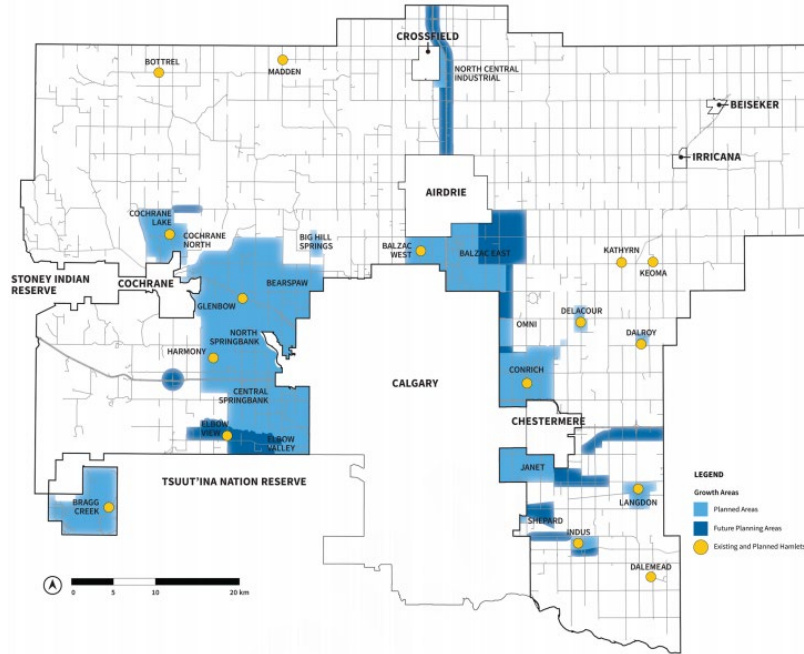 CROSSFIELD
BOTTREL
MADDEN
NORTH CENTRAL
INDUSTRIAL
BEISEKER
IRRICANA
AIRDRIE
COCHRANE
LAKE
COCHRANE
NORTH
BIG HILL
SPRINGS
BALZAC
WEST
BALZAC EAST
KATHYRN
KEOMA
STONEY INDIAN
RESERVE
COCHRANE
BEARSPAW
GLENBOW
DELACOUR
OMNI
NORTH
SPRINGBANK
DALROY
HARMONY
CONRICH
CALGARY
CENTRAL
SPRINGBANK
CHESTERMERE
ELBOW
VIEW
ELBOW
VALLEY
JANET
TSUUT'INA NATION RESERVE
BRAGG
CREEK
LANGDON
SHEPARD
INDUS
DALEMEAD
LEGEND
Growth Areas
Planned Areas
Future Planning Areas
Existing and Planned Hamlets
0 5 10 20 km